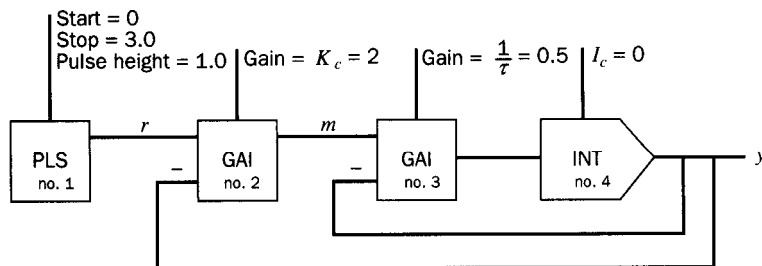 Start = 0
Stop = 3.0
Pulse height = 1.0
Gain = K_c = 2
Gain = 1/τ = 0.5
I_c = 0
r
m
y
PLS
no. 1
−
GAI
no. 2
−
GAI
no. 3
INT
no. 4